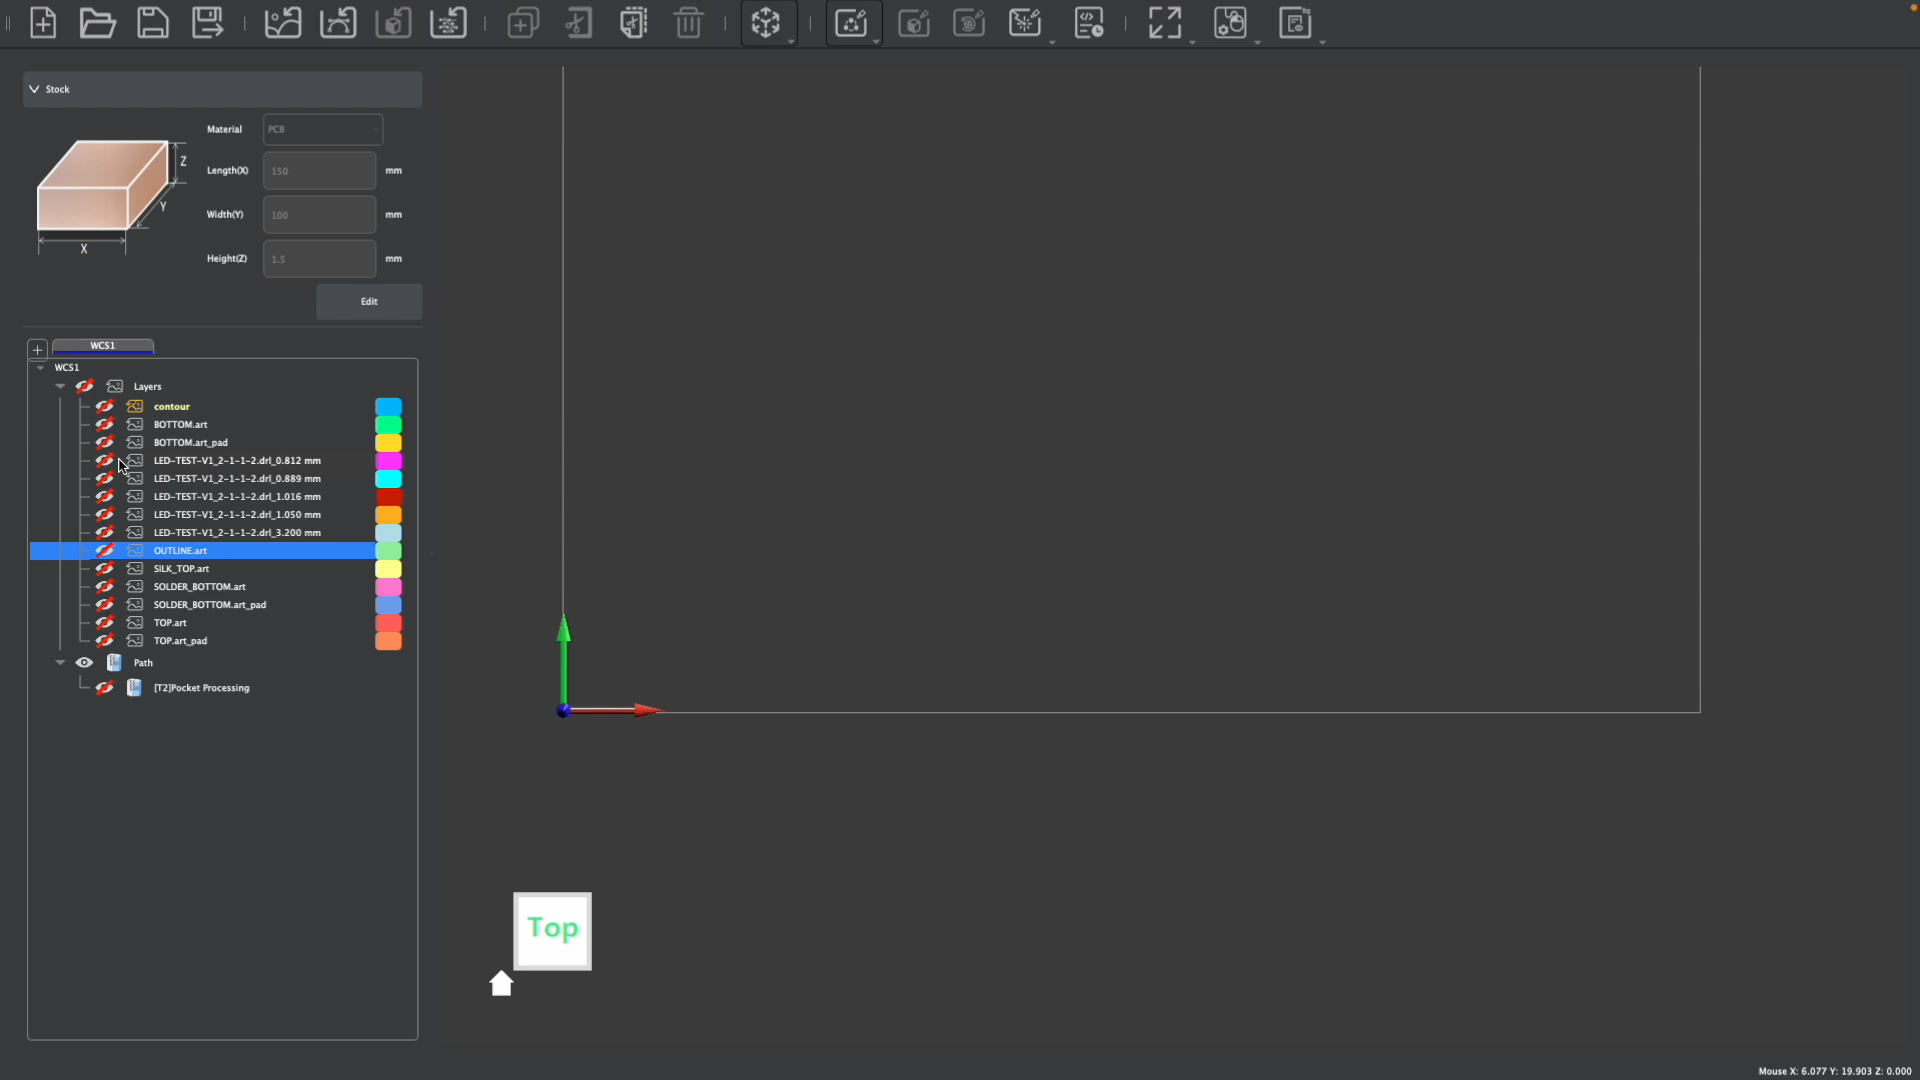 Stock
Material PCB
Z
Length(X) 150 mm
Y
Width(Y) 100 mm
X
Height(Z) 1.5 mm
Edit
+ WCS1
WCS1
Layers
contour
BOTTOM.art
BOTTOM.art_pad
LED-TEST-V1_2-1-1-2.drl_0.812 mm
LED-TEST-V1_2-1-1-2.drl_0.889 mm
LED-TEST-V1_2-1-1-2.drl_1.016 mm
LED-TEST-V1_2-1-1-2.drl_1.050 mm
LED-TEST-V1_2-1-1-2.drl_3.200 mm
OUTLINE.art
SILK_TOP.art
SOLDER_BOTTOM.art
SOLDER_BOTTOM.art_pad
TOP.art
TOP.art_pad
Path
[T2]Pocket Processing
Top
Mouse X: 6.077 Y: 19.903 Z: 0.000